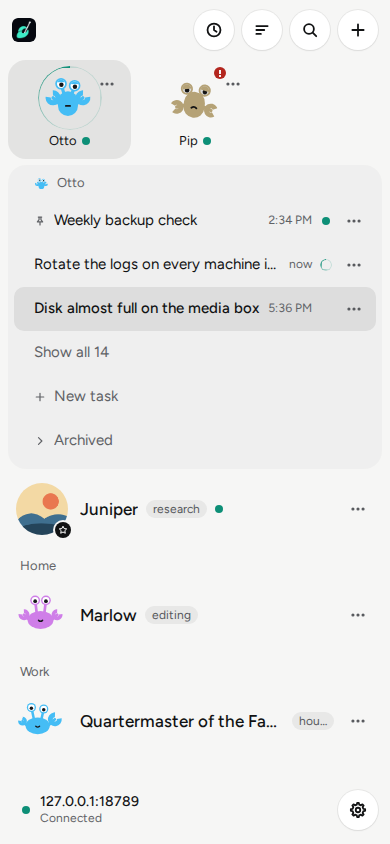 Otto
Pip
Otto
Weekly backup check 2:34 PM
Rotate the logs on every machine i... now
Disk almost full on the media box 5:36 PM
Show all 14
+ New task
Archived
Juniper research
Home
Marlow editing
Work
Quartermaster of the Fa... hou...
127.0.0.1:18789
Connected